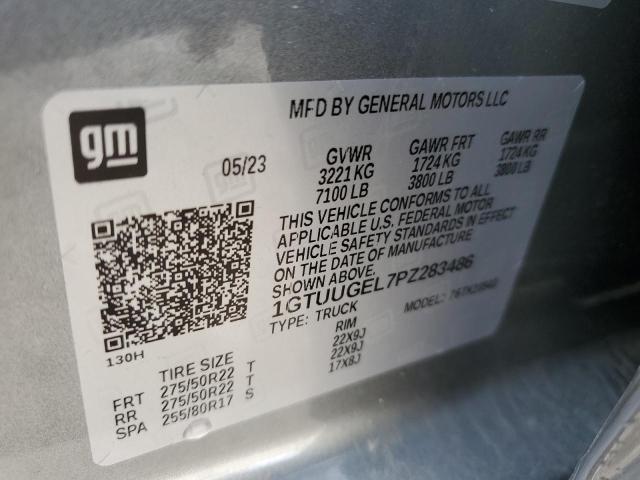 MFD BY GENERAL MOTORS LLC
gm
05/23
GVWR GAWR FRT GAWR RR
3221 KG 1724 KG 1724 KG
7100 LB 3800 LB 3800 LB
THIS VEHICLE CONFORMS TO ALL
APPLICABLE U.S. FEDERAL MOTOR
VEHICLE SAFETY STANDARDS IN EFFECT
ON THE DATE OF MANUFACTURE
SHOWN ABOVE.
1GTUUGEL7PZ283486
TYPE: TRUCK MODEL:
130H
TIRE SIZE RIM
FRT 275/50R22 T 22X9J
RR 275/50R22 T 22X9J
SPA 255/80R17 S 17X8J